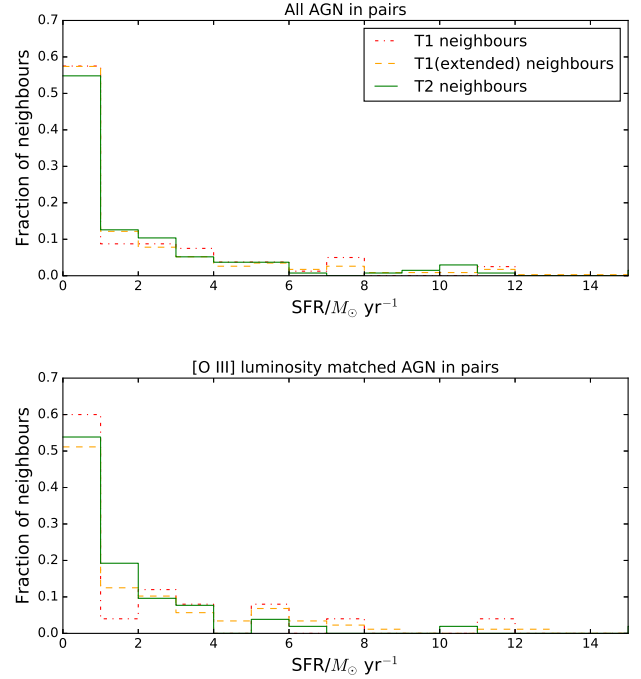 All AGN in pairs
0.7
0.6
0.5
0.4
0.3
0.2
0.1
0.0
Fraction of neighbours
T1 neighbours
T1(extended) neighbours
T2 neighbours
0 2 4 6 8 10 12 14
SFR/M⊙ yr⁻¹
[O III] luminosity matched AGN in pairs
0.7
0.6
0.5
0.4
0.3
0.2
0.1
0.0
Fraction of neighbours
0 2 4 6 8 10 12 14
SFR/M⊙ yr⁻¹